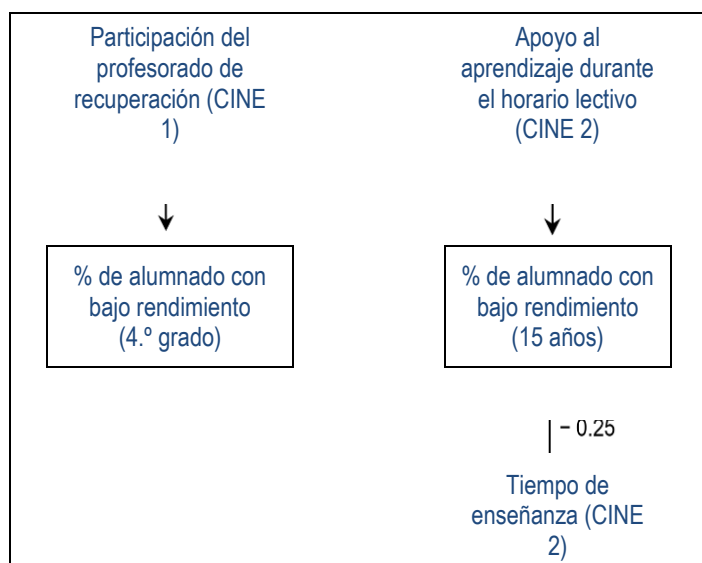 Participación del
profesorado de
recuperación (CINE
1)
Apoyo al
aprendizaje durante
el horario lectivo
(CINE 2)
% de alumnado con
bajo rendimiento
(4.º grado)
% de alumnado con
bajo rendimiento
(15 años)
− 0.25
Tiempo de
enseñanza (CINE
2)